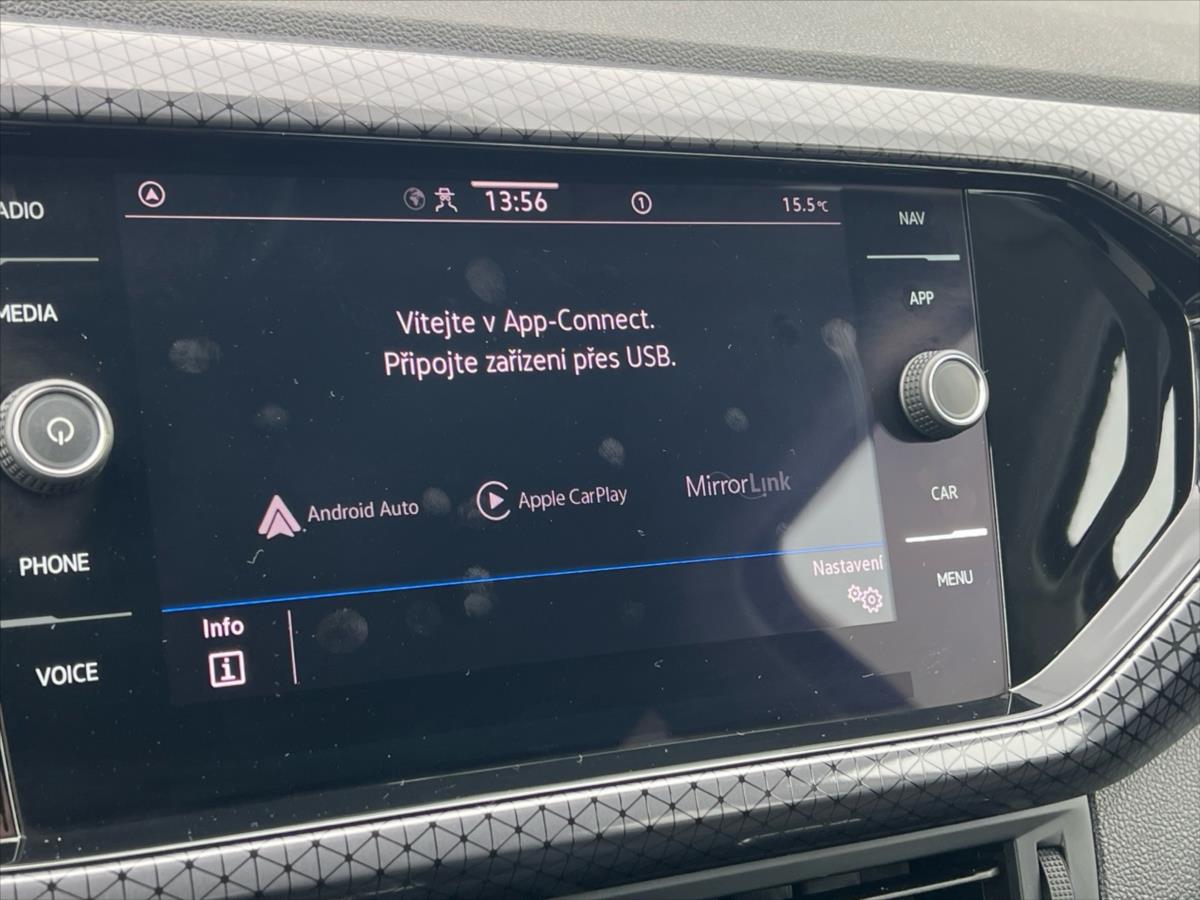 ADIO
MEDIA
PHONE
VOICE
13:56
1
15.5°C
Vítejte v App-Connect.
Připojte zařízení přes USB.
Android Auto
Apple CarPlay
MirrorLink
Nastavení
Info
i
NAV
APP
CAR
MENU